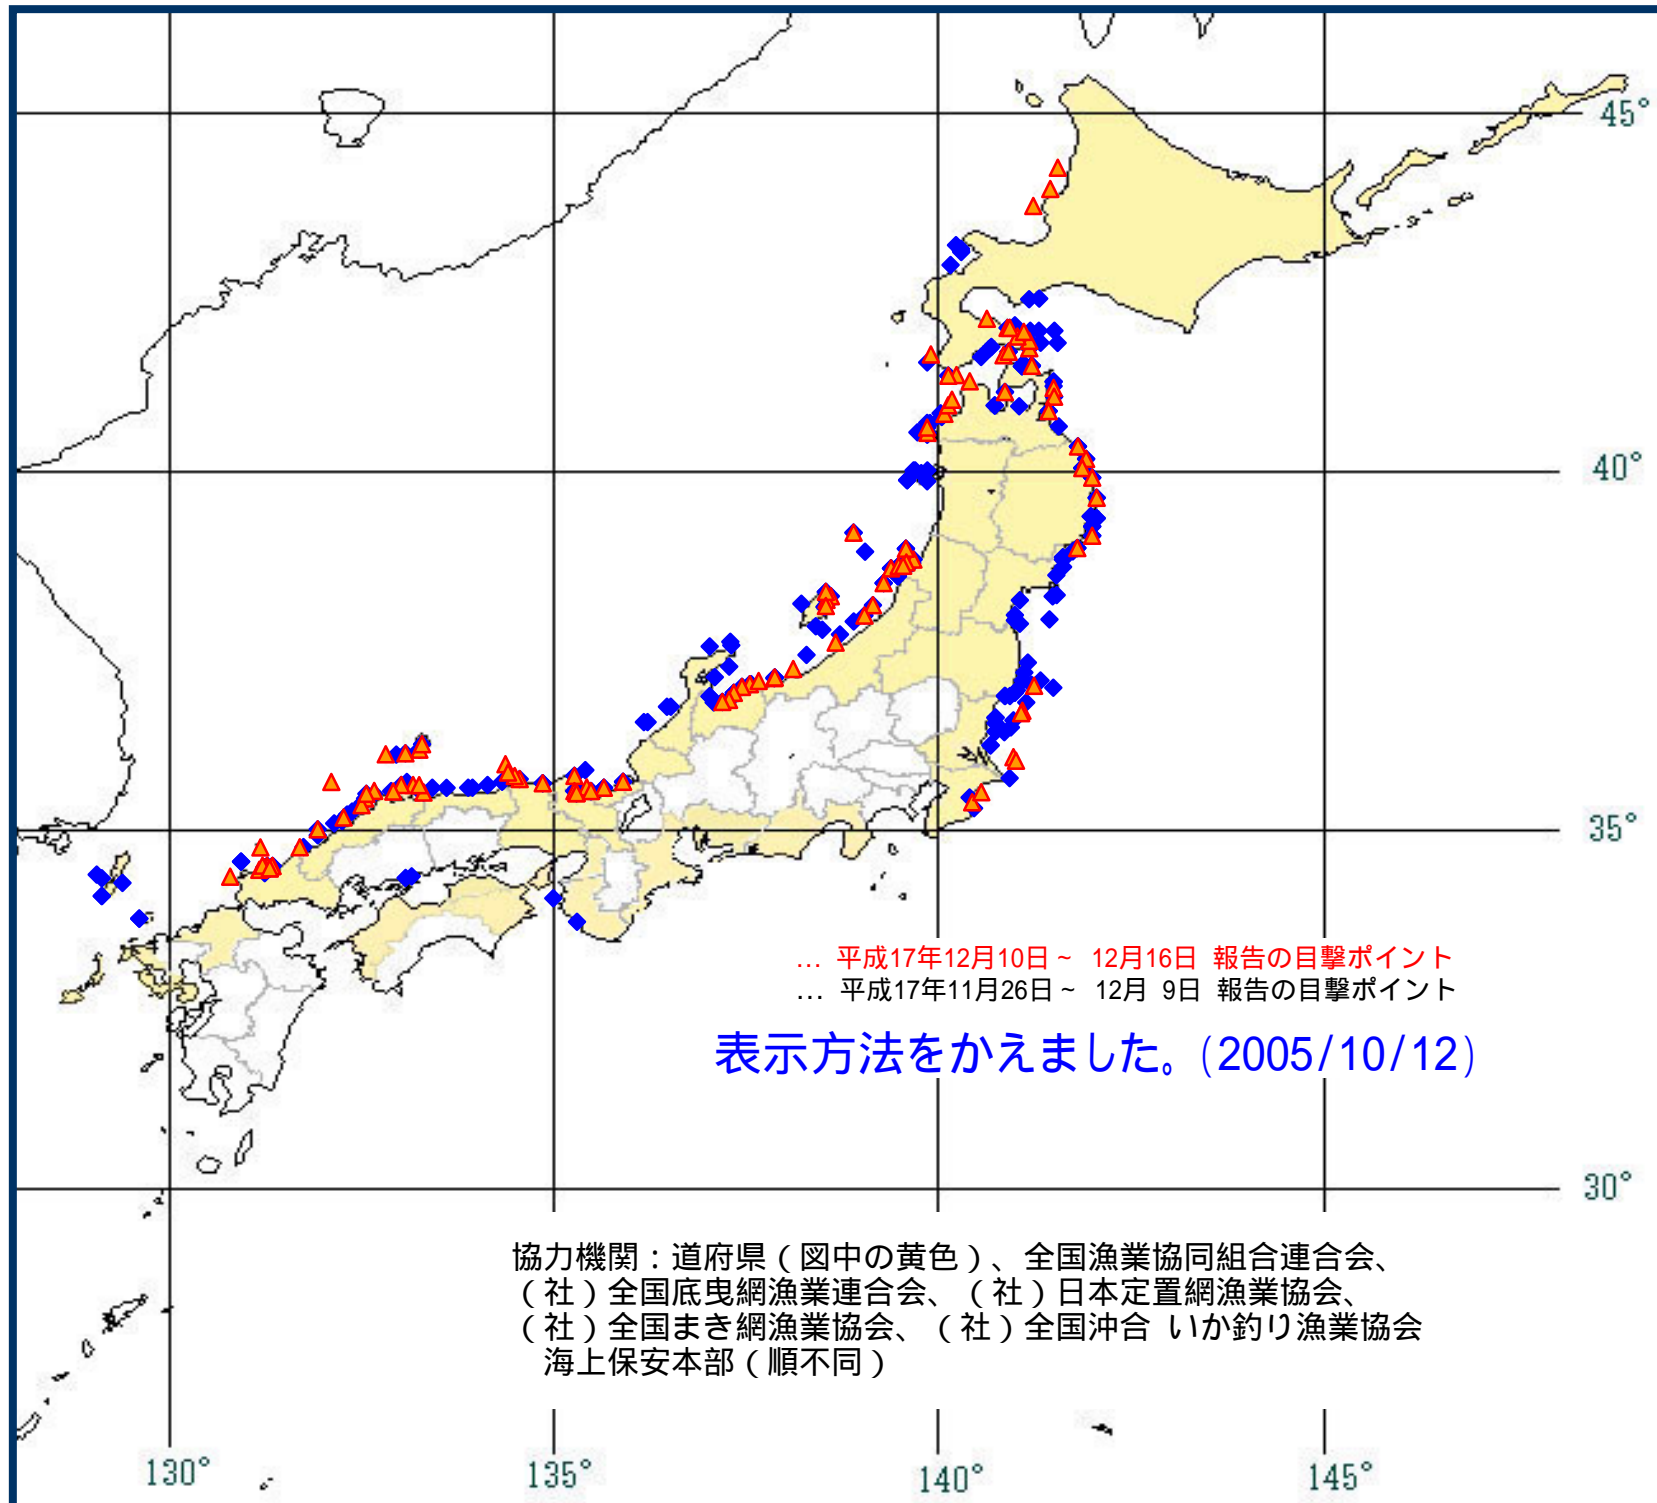 45°
40°
35°
… 平成17年12月10日~ 12月16日 報告の目撃ポイント
… 平成17年11月26日~ 12月 9日 報告の目撃ポイント
表示方法をかえました。(2005/10/12)
30°
協力機関：道府県（図中の黄色）、全国漁業協同組合連合会、
（社）全国底曳網漁業連合会、（社）日本定置網漁業協会、
（社）全国まき網漁業協会、（社）全国沖合 いか釣り漁業協会
海上保安本部（順不同）
130° 135° 140° 145°